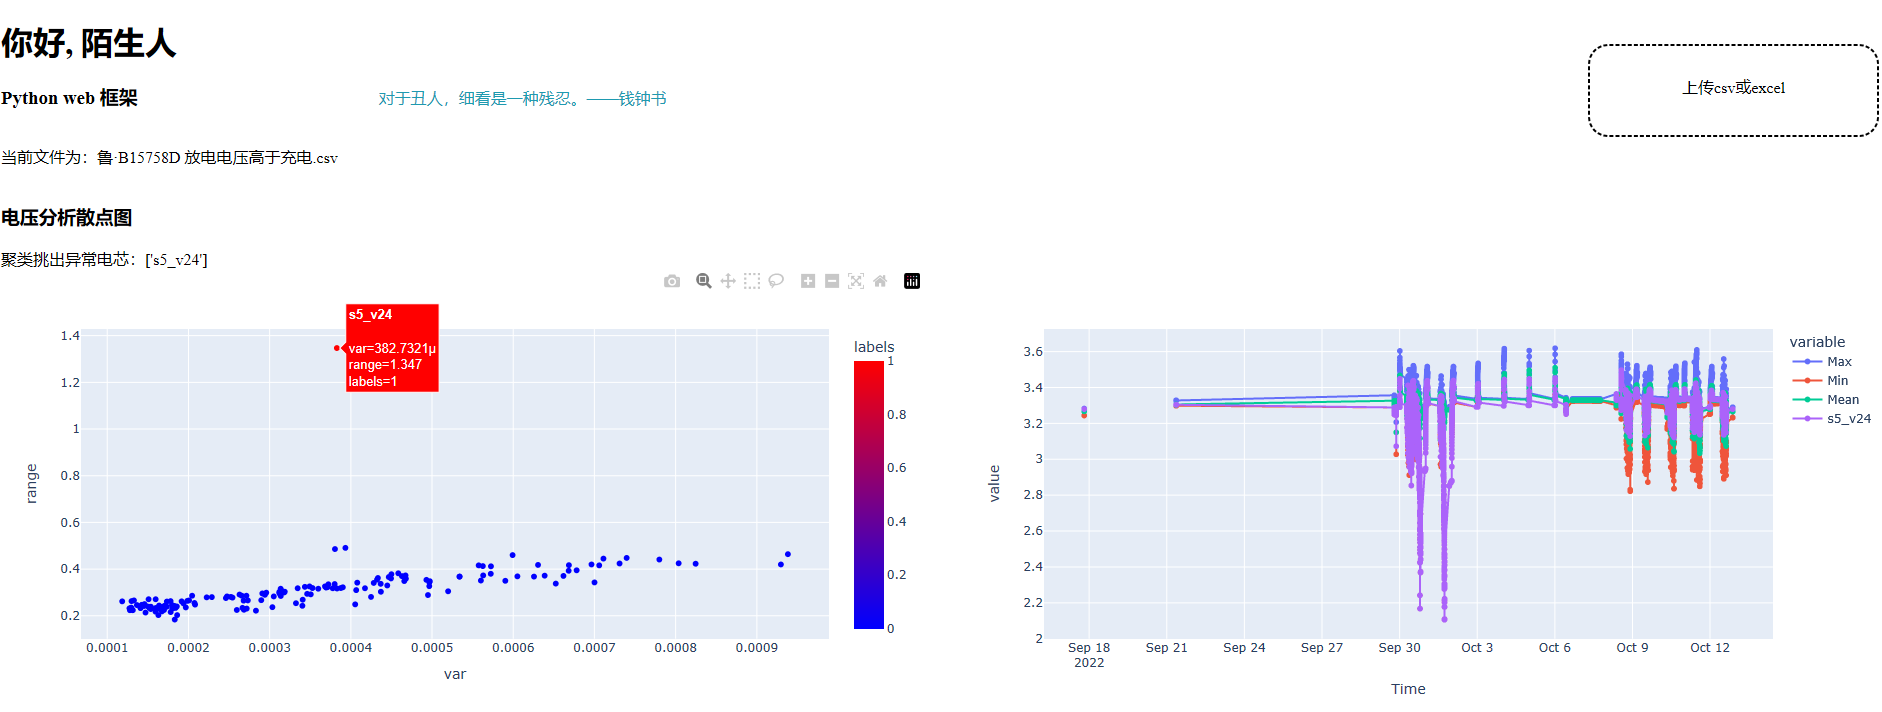 你好, 陌生人
Python web 框架
对于丑人，细看是一种残忍。——钱钟书
上传csv或excel
当前文件为：鲁·B15758D 放电电压高于充电.csv
电压分析散点图
聚类挑出异常电芯：['s5_v24']
s5_v24
var=382.7321μ
range=1.347
labels=1
1.4
1.2
1
0.8
0.6
0.4
0.2
range
0.0001 0.0002 0.0003 0.0004 0.0005 0.0006 0.0007 0.0008 0.0009
var
labels
1
0.8
0.6
0.4
0.2
0
3.6
3.4
3.2
3
2.8
2.6
2.4
2.2
2
value
Sep 18 Sep 21 Sep 24 Sep 27 Sep 30 Oct 3 Oct 6 Oct 9 Oct 12
2022
Time
variable
Max
Min
Mean
s5_v24